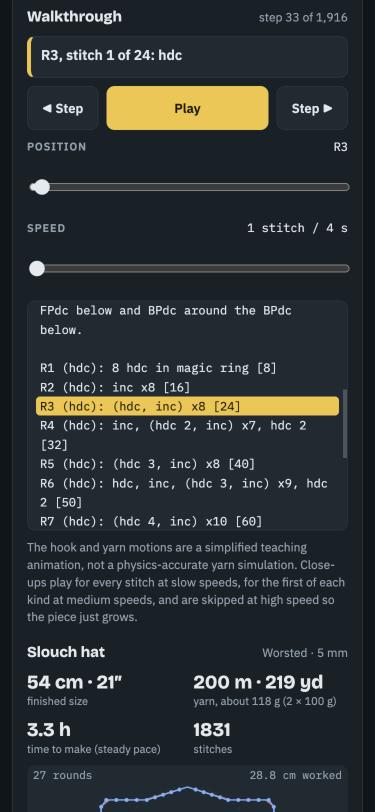 Walkthrough step 33 of 1,916
R3, stitch 1 of 24: hdc
◀ Step Play Step ▶
POSITION R3
SPEED 1 stitch / 4 s
FPdc below and BPdc around the BPdc
below.
R1 (hdc): 8 hdc in magic ring [8]
R2 (hdc): inc x8 [16]
R3 (hdc): (hdc, inc) x8 [24]
R4 (hdc): inc, (hdc 2, inc) x7, hdc 2
[32]
R5 (hdc): (hdc 3, inc) x8 [40]
R6 (hdc): hdc, inc, (hdc 3, inc) x9, hdc
2 [50]
R7 (hdc): (hdc 4, inc) x10 [60]
The hook and yarn motions are a simplified teaching
animation, not a physics-accurate yarn simulation. Close-
ups play for every stitch at slow speeds, for the first of each
kind at medium speeds, and are skipped at high speed so
the piece just grows.
Slouch hat Worsted · 5 mm
54 cm · 21″ 200 m · 219 yd
finished size yarn, about 118 g (2 × 100 g)
3.3 h 1831
time to make (steady pace) stitches
27 rounds 28.8 cm worked